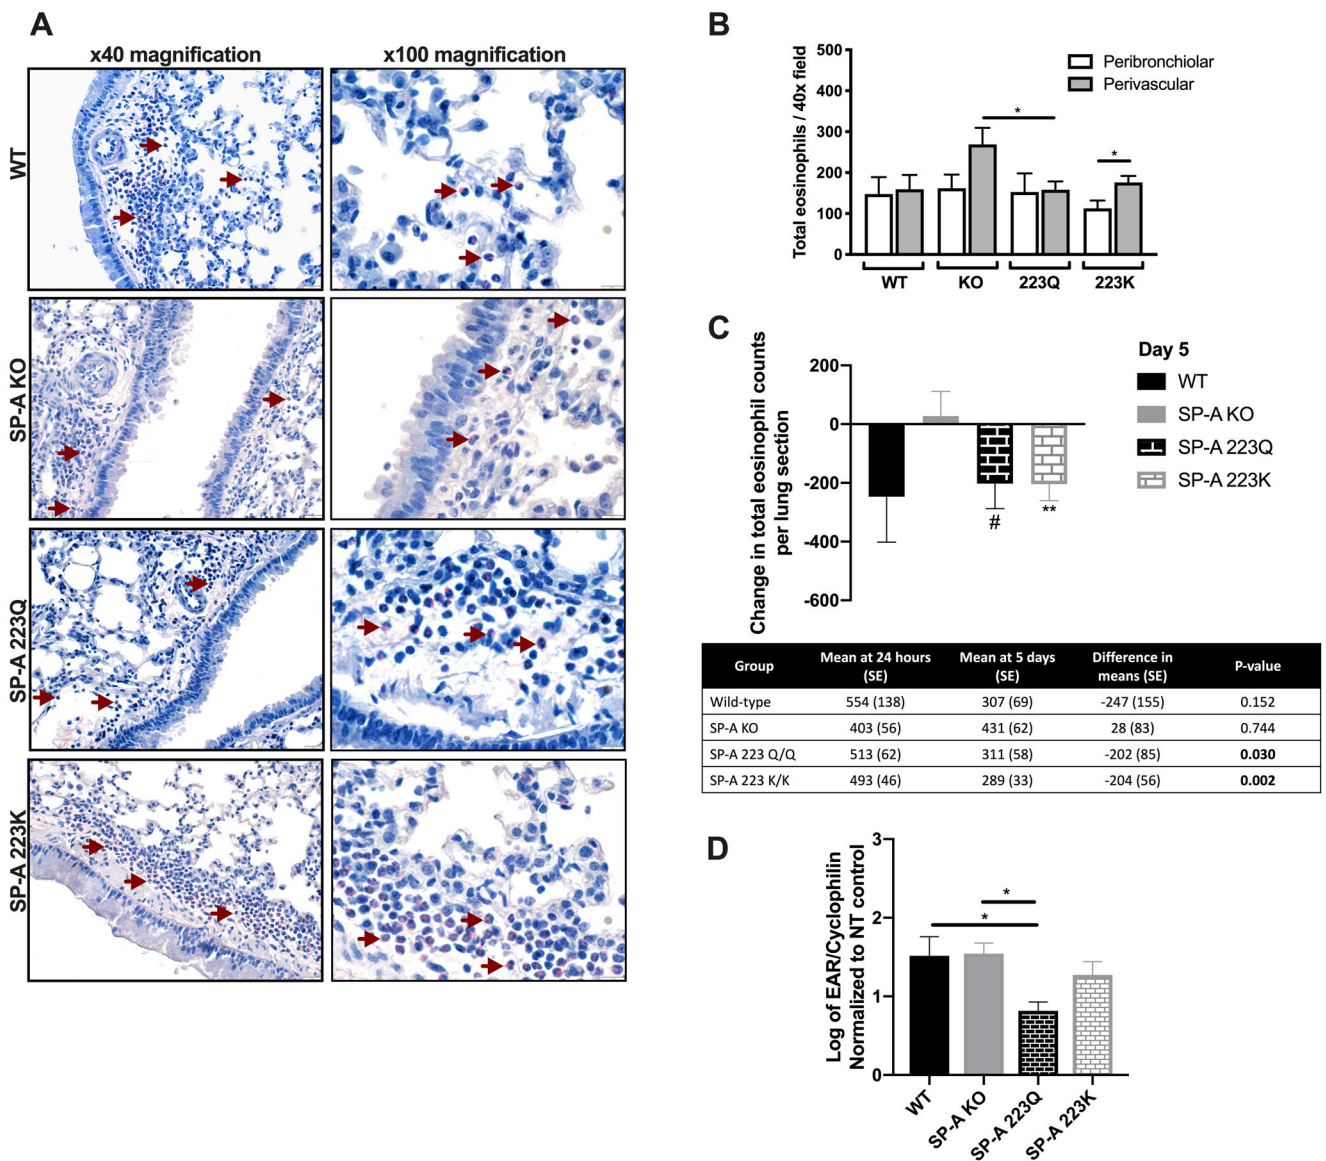 A
x40 magnification
x100 magnification
WT
SP-A KO
SP-A 223Q
SP-A 223K
B
Total eosinophils / 40x field
500
400
300
200
100
0
Peribronchiolar
Perivascular
*
*
WT
KO
223Q
223K
C
Change in total eosinophil counts
per lung section
200
0
-200
-400
-600
#
**
Day 5
WT
SP-A KO
SP-A 223Q
SP-A 223K
Group Mean at 24 hours (SE) Mean at 5 days (SE) Difference in means (SE) P-value
Wild-type 554 (138) 307 (69) -247 (155) 0.152
SP-A KO 403 (56) 431 (62) 28 (83) 0.744
SP-A 223 Q/Q 513 (62) 311 (58) -202 (85) 0.030
SP-A 223 K/K 493 (46) 289 (33) -204 (56) 0.002
D
Log of EAR/Cyclophilin
Normalized to NT control
3
2
1
0
*
*
WT
SP-A KO
SP-A 223Q
SP-A 223K